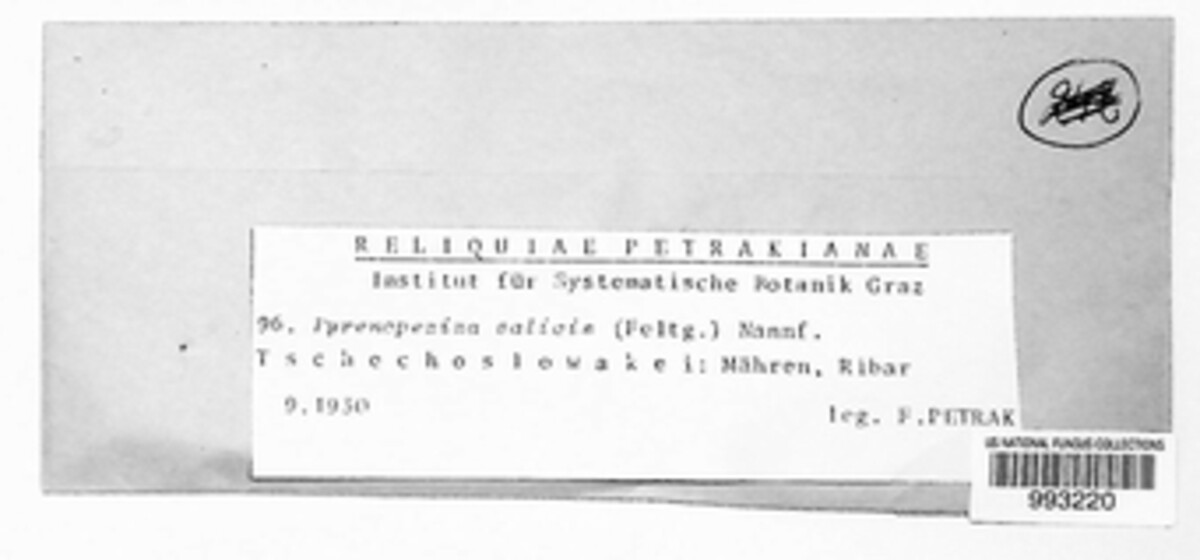 RELIQUIAE PETRAKIANAE
Institut für Systematische Botanik Graz
96. Pyrenopeziza salicis (Feltg.) Nannf.
Tschechoslowakei: Mähren, Ribar
9.1930
leg. F.PETRAK
US NATIONAL FUNGUS COLLECTIONS
993220